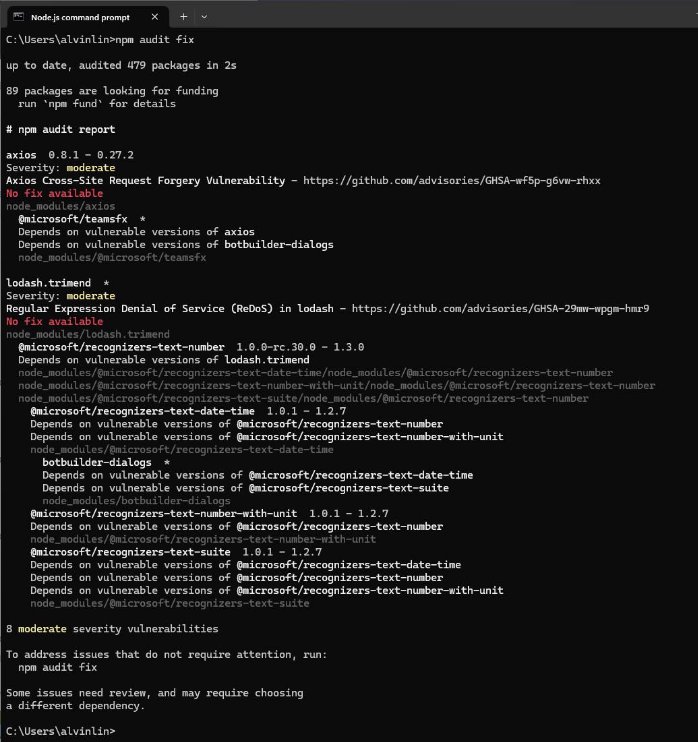 Node.js command prompt
C:\Users\alvinlin>npm audit fix
up to date, audited 479 packages in 2s
89 packages are looking for funding
  run `npm fund` for details
# npm audit report
axios  0.8.1 - 0.27.2
Severity: moderate
Axios Cross-Site Request Forgery Vulnerability - https://github.com/advisories/GHSA-wf5p-g6vw-rhxx
No fix available
node_modules/axios
  @microsoft/teamsfx  *
  Depends on vulnerable versions of axios
  Depends on vulnerable versions of botbuilder-dialogs
  node_modules/@microsoft/teamsfx
lodash.trimend  *
Severity: moderate
Regular Expression Denial of Service (ReDoS) in lodash - https://github.com/advisories/GHSA-29mw-wpgm-hmr9
No fix available
node_modules/lodash.trimend
  @microsoft/recognizers-text-number  1.0.0-rc.30.0 - 1.3.0
  Depends on vulnerable versions of lodash.trimend
  node_modules/@microsoft/recognizers-text-date-time/node_modules/@microsoft/recognizers-text-number
  node_modules/@microsoft/recognizers-text-number-with-unit/node_modules/@microsoft/recognizers-text-number
  node_modules/@microsoft/recognizers-text-suite/node_modules/@microsoft/recognizers-text-number
    @microsoft/recognizers-text-date-time  1.0.1 - 1.2.7
    Depends on vulnerable versions of @microsoft/recognizers-text-number
    Depends on vulnerable versions of @microsoft/recognizers-text-number-with-unit
    node_modules/@microsoft/recognizers-text-date-time
      botbuilder-dialogs  *
      Depends on vulnerable versions of @microsoft/recognizers-text-date-time
      Depends on vulnerable versions of @microsoft/recognizers-text-suite
      node_modules/botbuilder-dialogs
    @microsoft/recognizers-text-number-with-unit  1.0.1 - 1.2.7
    Depends on vulnerable versions of @microsoft/recognizers-text-number
    node_modules/@microsoft/recognizers-text-number-with-unit
    @microsoft/recognizers-text-suite  1.0.1 - 1.2.7
    Depends on vulnerable versions of @microsoft/recognizers-text-date-time
    Depends on vulnerable versions of @microsoft/recognizers-text-number
    Depends on vulnerable versions of @microsoft/recognizers-text-number-with-unit
    node_modules/@microsoft/recognizers-text-suite
8 moderate severity vulnerabilities
To address issues that do not require attention, run:
  npm audit fix
Some issues need review, and may require choosing
a different dependency.
C:\Users\alvinlin>